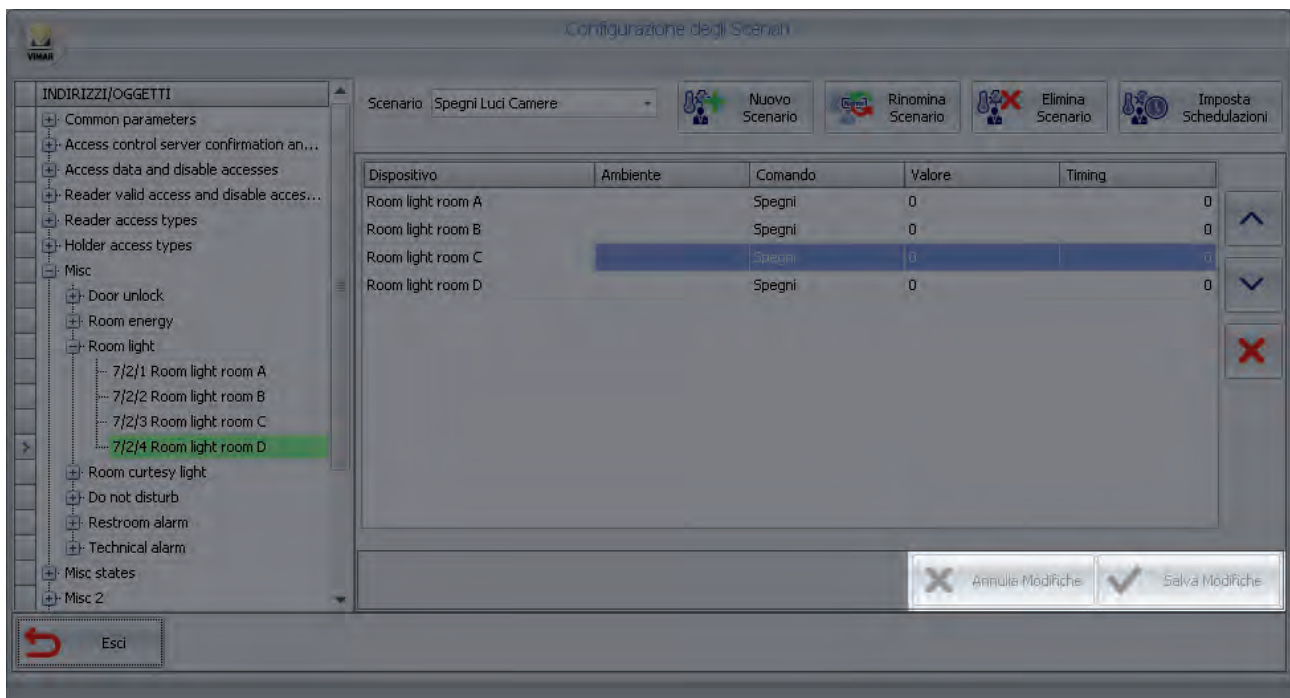 Configurazione degli Scenari
VIMAR
INDIRIZZI/OGGETTI
Common parameters
Access control server confirmation an...
Access data and disable accesses
Reader valid access and disable acces...
Reader access types
Holder access types
Misc
Door unlock
Room energy
Room light
7/2/1 Room light room A
7/2/2 Room light room B
7/2/3 Room light room C
7/2/4 Room light room D
Room curtesy light
Do not disturb
Restroom alarm
Technical alarm
Misc states
Misc 2
Scenario Spegni Luci Camere
Nuovo
Scenario
Rinomina
Scenario
Elimina
Scenario
Imposta
Schedulazioni
Dispositivo Ambiente Comando Valore Timing
Room light room A Spegni 0 0
Room light room B Spegni 0 0
Room light room C Spegni 0 0
Room light room D Spegni 0 0
Annulla Modifiche
Salva Modifiche
Esci